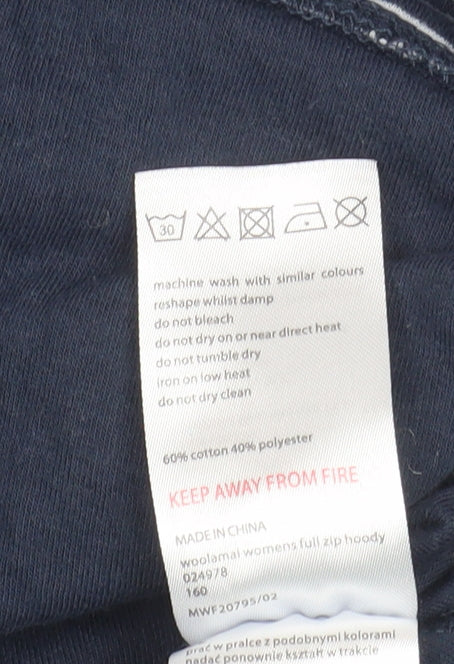 30
machine wash with similar colours
reshape whilst damp
do not bleach
do not dry on or near direct heat
do not tumble dry
iron on low heat
do not dry clean
60% cotton 40% polyester
KEEP AWAY FROM FIRE
MADE IN CHINA
woolamai womens full zip hoody
024978
160
MWF20795/02
prać w pralce z podobnymi kolorami
nadać ponownie kształt w trakcie